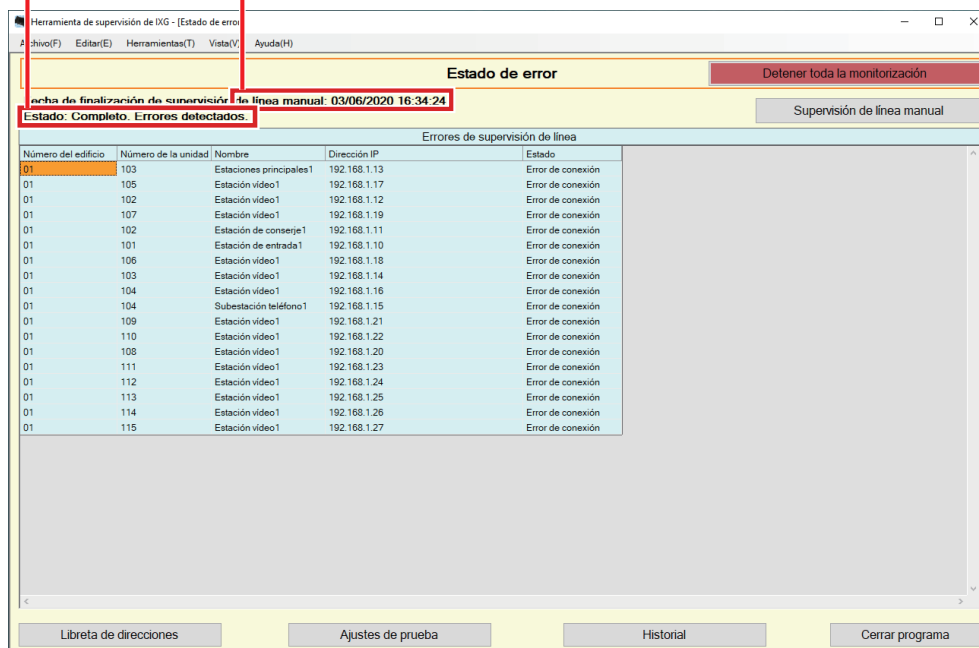 Herramienta de supervisión de IXG - [Estado de error]
Archivo(F) Editar(E) Herramientas(T) Vista(V) Ayuda(H)
Estado de error
Detener toda la monitorización
Fecha de finalización de supervisión de línea manual: 03/06/2020 16:34:24
Estado: Completo. Errores detectados.
Supervisión de línea manual
Errores de supervisión de línea
Número del edificio Número de la unidad Nombre Dirección IP Estado
01 103 Estaciones principales1 192.168.1.13 Error de conexión
01 105 Estación vídeo1 192.168.1.17 Error de conexión
01 102 Estación vídeo1 192.168.1.12 Error de conexión
01 107 Estación vídeo1 192.168.1.19 Error de conexión
01 102 Estación de conserje1 192.168.1.11 Error de conexión
01 101 Estación de entrada1 192.168.1.10 Error de conexión
01 106 Estación vídeo1 192.168.1.18 Error de conexión
01 103 Estación vídeo1 192.168.1.14 Error de conexión
01 104 Estación vídeo1 192.168.1.16 Error de conexión
01 104 Subestación teléfono1 192.168.1.15 Error de conexión
01 109 Estación vídeo1 192.168.1.21 Error de conexión
01 110 Estación vídeo1 192.168.1.22 Error de conexión
01 108 Estación vídeo1 192.168.1.20 Error de conexión
01 111 Estación vídeo1 192.168.1.23 Error de conexión
01 112 Estación vídeo1 192.168.1.24 Error de conexión
01 113 Estación vídeo1 192.168.1.25 Error de conexión
01 114 Estación vídeo1 192.168.1.26 Error de conexión
01 115 Estación vídeo1 192.168.1.27 Error de conexión
Libreta de direcciones Ajustes de prueba Historial Cerrar programa